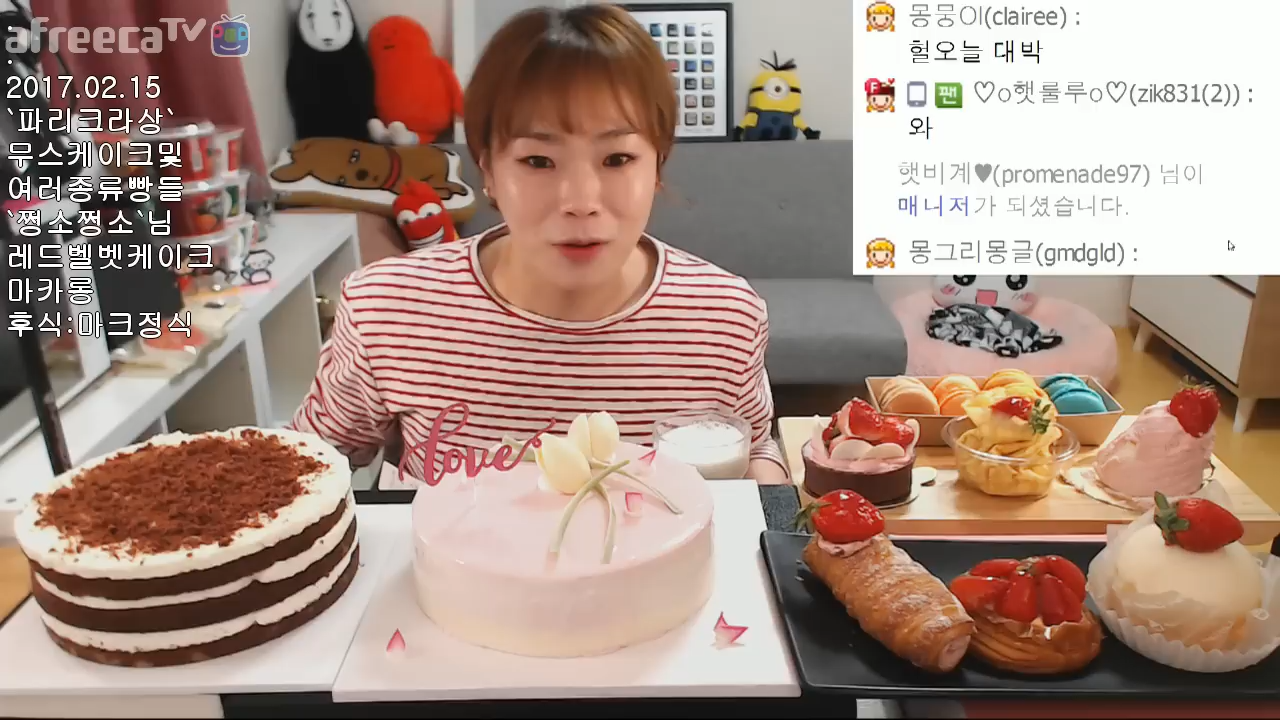 afreecaTV
2017.02.15
`파리크라상`
무스케이크및
여러종류빵들
`쩡소쩡소`님
레드벨벳케이크
마카롱
후식:마크정식
love
몽뭉이(clairee) :
헐오늘 대박
F 팬 ♡o햇룰루o♡(zik831(2)) :
와
햇비계♥(promenade97) 님이
매니저가 되셨습니다.
몽그리몽글(gmdgld) :